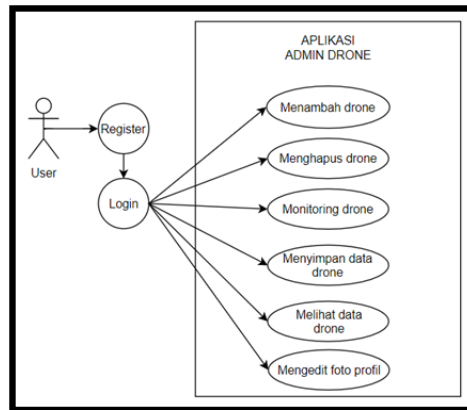 APLIKASI
ADMIN DRONE
Menambah drone
Register
Menghapus drone
User
Login
Monitoring drone
Menyimpan data
drone
Melihat data
drone
Mengedit foto profil